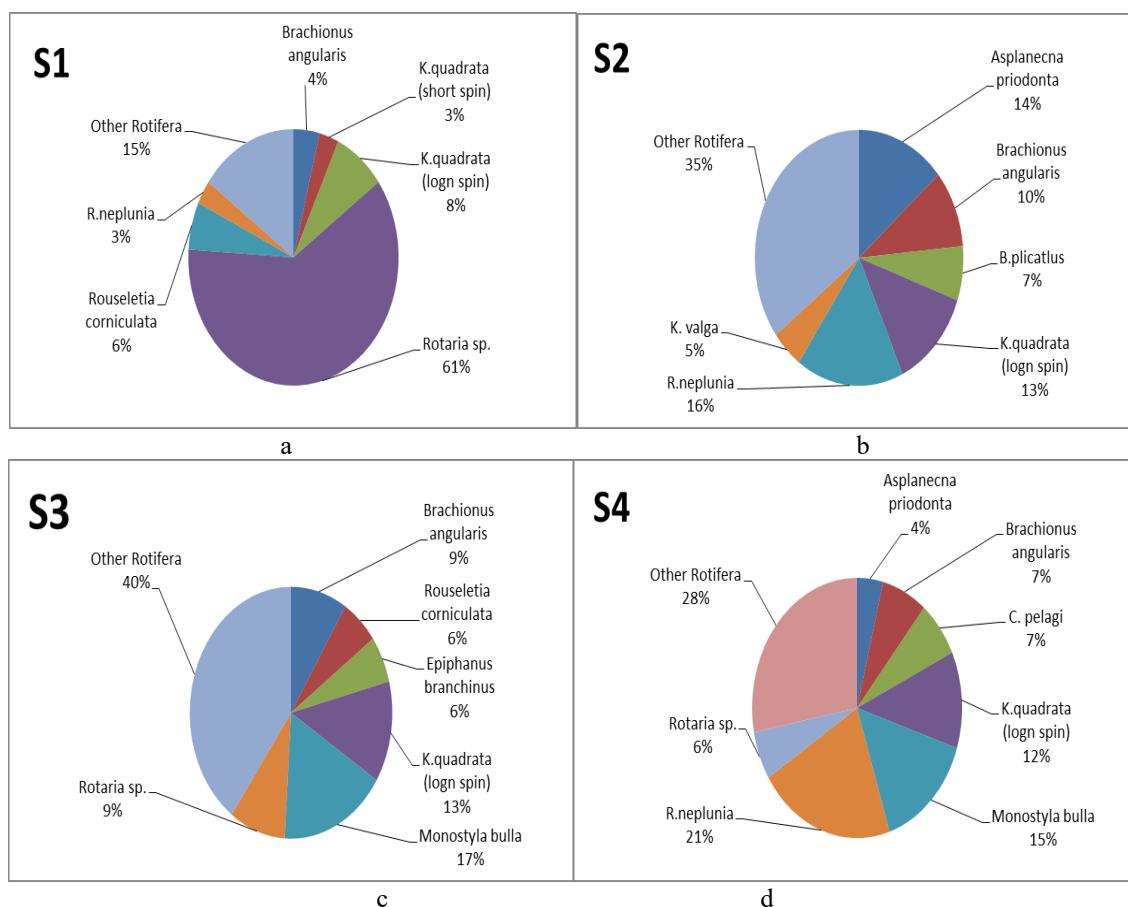 S1
Brachionus
angularis
4%
K.quadrata
(short spin)
3%
K.quadrata
(logn spin)
8%
Rotaria sp.
61%
Rouseletia
corniculata
6%
R.neplunia
3%
Other Rotifera
15%
a
S2
Asplanecna
priodonta
14%
Brachionus
angularis
10%
B.plicatlus
7%
K.quadrata
(logn spin)
13%
R.neplunia
16%
K. valga
5%
Other Rotifera
35%
b
S3
Brachionus
angularis
9%
Rouseletia
corniculata
6%
Epiphanus
branchinus
6%
K.quadrata
(logn spin)
13%
Monostyla bulla
17%
Rotaria sp.
9%
Other Rotifera
40%
c
S4
Asplanecna
priodonta
4%
Brachionus
angularis
7%
C. pelagi
7%
K.quadrata
(logn spin)
12%
Monostyla bulla
15%
R.neplunia
21%
Rotaria sp.
6%
Other Rotifera
28%
d